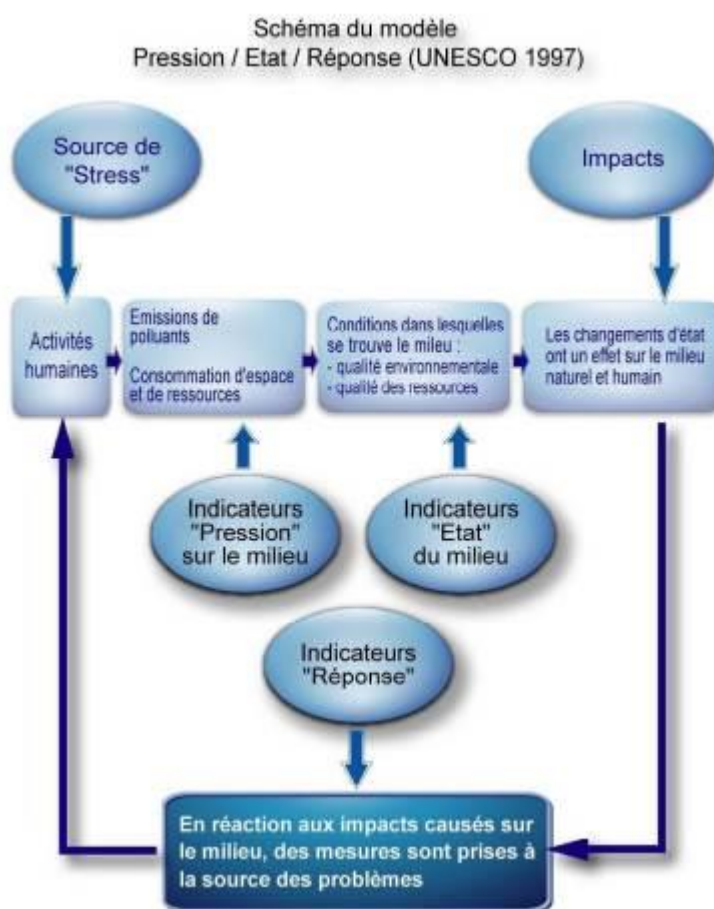 Schéma du modèle
Pression / Etat / Réponse (UNESCO 1997)
Source de
"Stress"
Impacts
Activités
humaines
Emissions de
polluants
Consommation d'espace
et de ressources
Conditions dans lesquelles
se trouve le mileu :
- qualité environnementale
- qualité des ressources
Les changements d'état
ont un effet sur le milieu
naturel et humain
Indicateurs
"Pression"
sur le milieu
Indicateurs
"Etat"
du milieu
Indicateurs
"Réponse"
En réaction aux impacts causés sur
le milieu, des mesures sont prises à
la source des problèmes